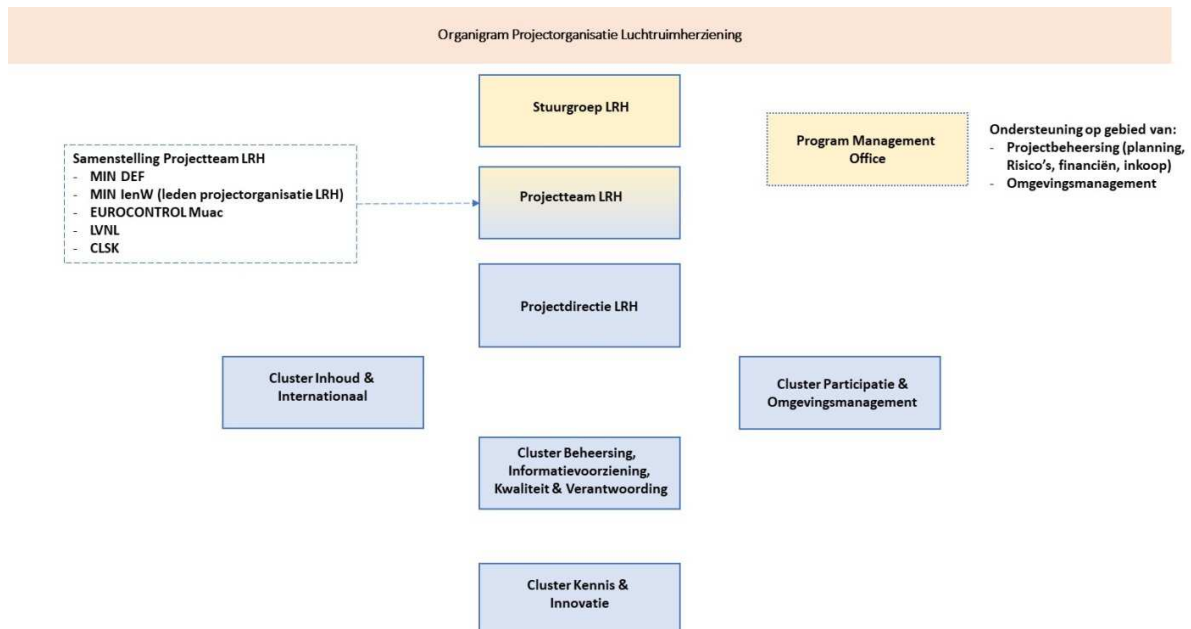 Organigram Projectorganisatie Luchtruimherziening
Stuurgroep LRH
Program Management
Office
Ondersteuning op gebied van:
- Projectbeheersing (planning,
Risico's, financiën, inkoop)
- Omgevingsmanagement
Samenstelling Projectteam LRH
- MIN DEF
- MIN IenW (leden projectorganisatie LRH)
- EUROCONTROL Muac
- LVNL
- CLSK
Projectteam LRH
Projectdirectie LRH
Cluster Inhoud &
Internationaal
Cluster Participatie &
Omgevingsmanagement
Cluster Beheersing,
Informatievoorziening,
Kwaliteit & Verantwoording
Cluster Kennis &
Innovatie